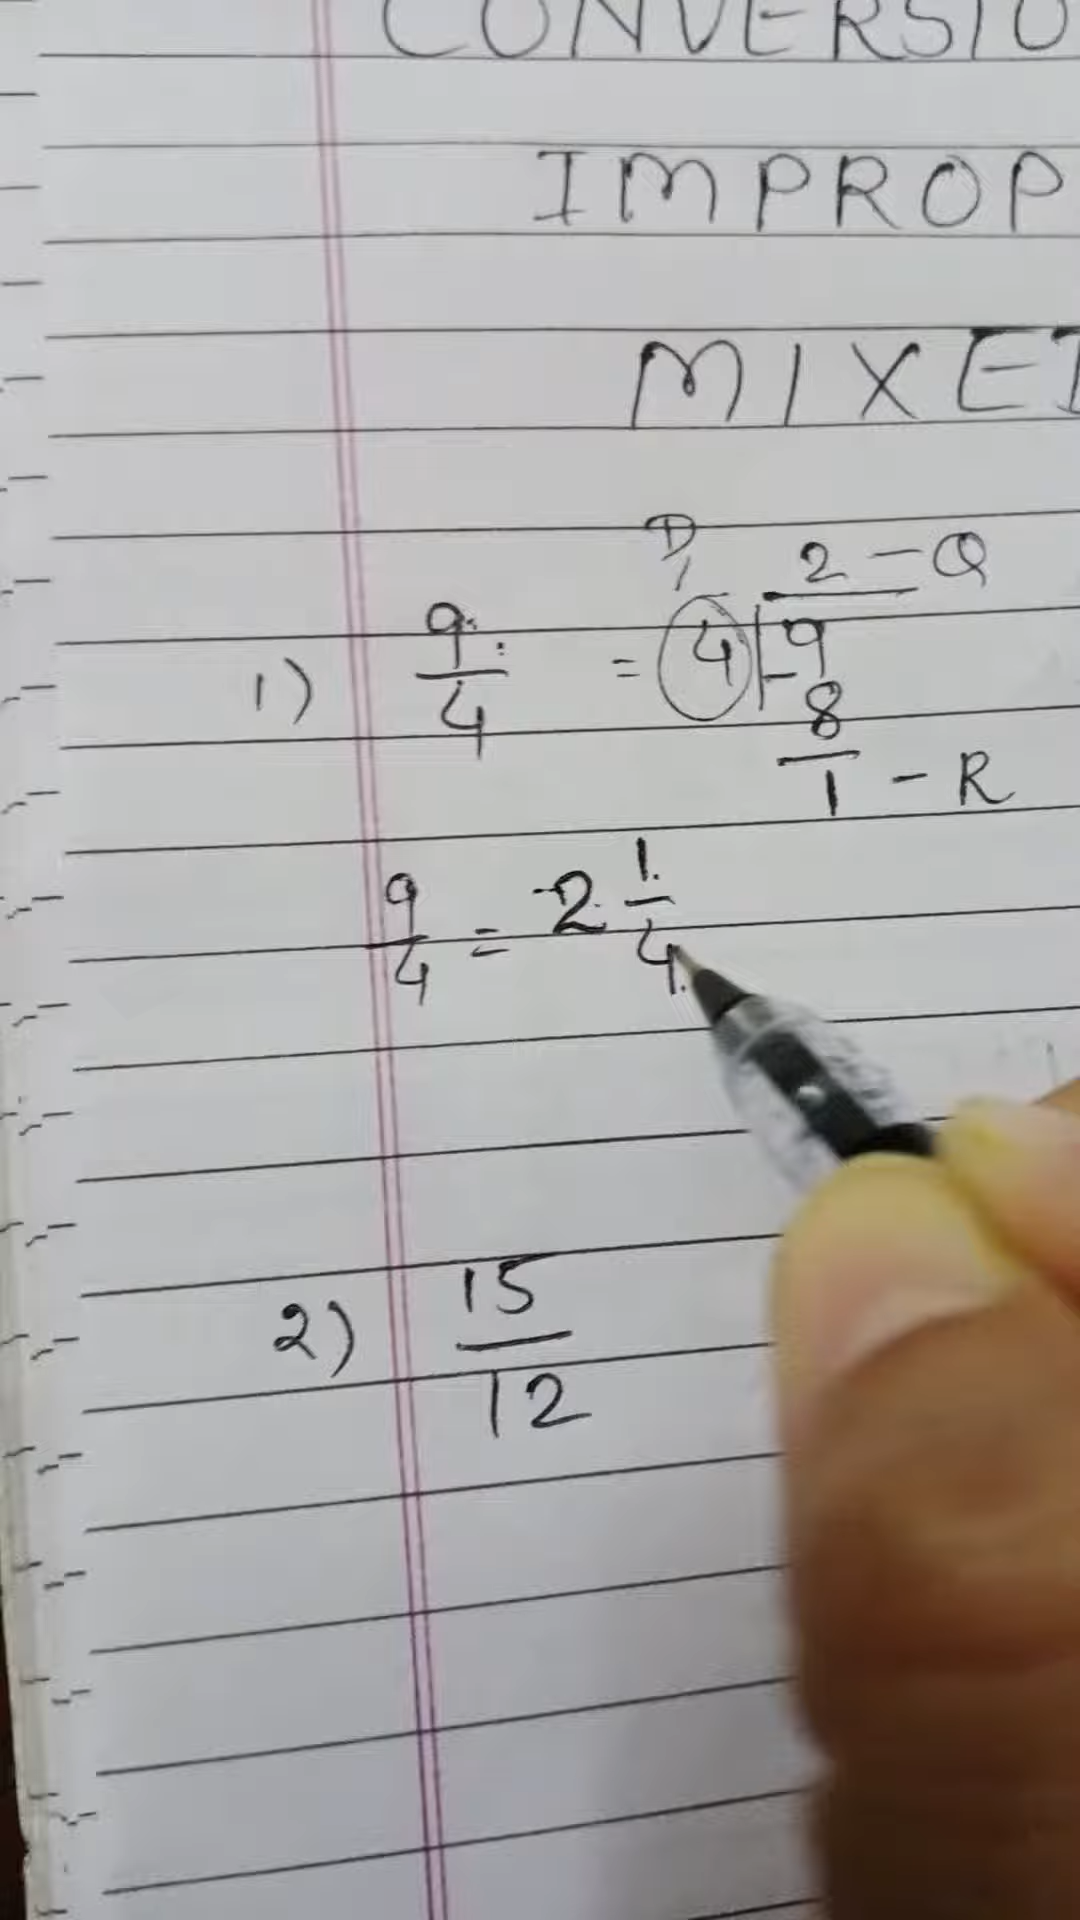 CONVERSIO
IMPROP
MIXE
D
2 - Q
1) 9/4 = 4 | 9
- 8
1 - R
9/4 = 2 1/4
2) 15/12